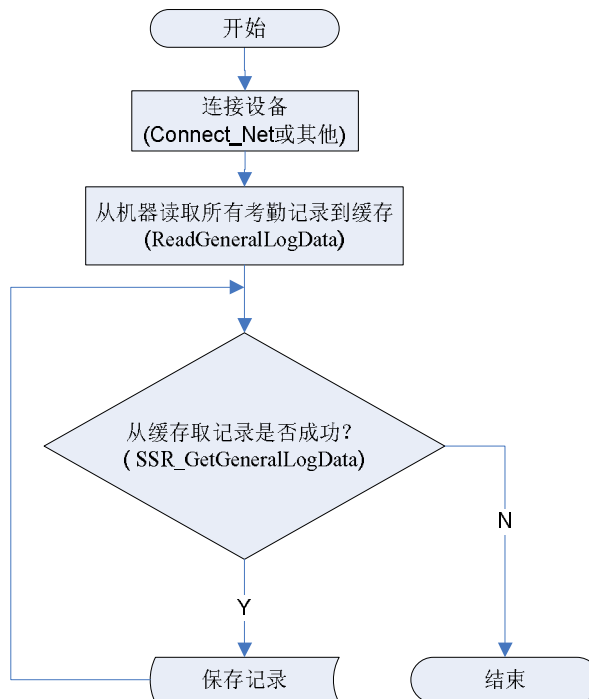 开始
连接设备
(Connect_Net或其他)
从机器读取所有考勤记录到缓存
(ReadGeneralLogData)
从缓存取记录是否成功？
( SSR_GetGeneralLogData)
N
Y
保存记录
结束